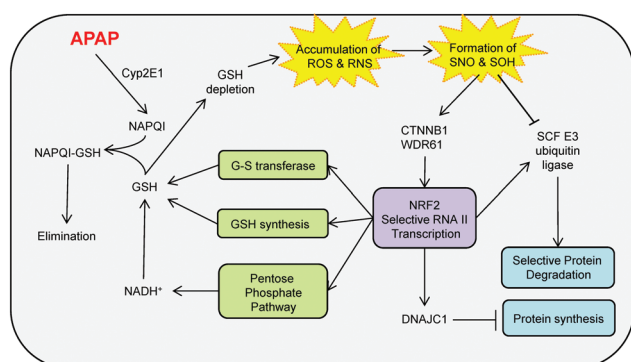 APAP
Cyp2E1
NAPQI
NAPQI-GSH
GSH
Elimination
GSH
depletion
Accumulation of
ROS & RNS
Formation of
SNO & SOH
CTNNB1
WDR61
SCF E3
ubiquitin
ligase
G-S transferase
GSH synthesis
Pentose
Phosphate
Pathway
NADH⁺
NRF2
Selective RNA II
Transcription
DNAJC1
Selective Protein
Degradation
Protein synthesis